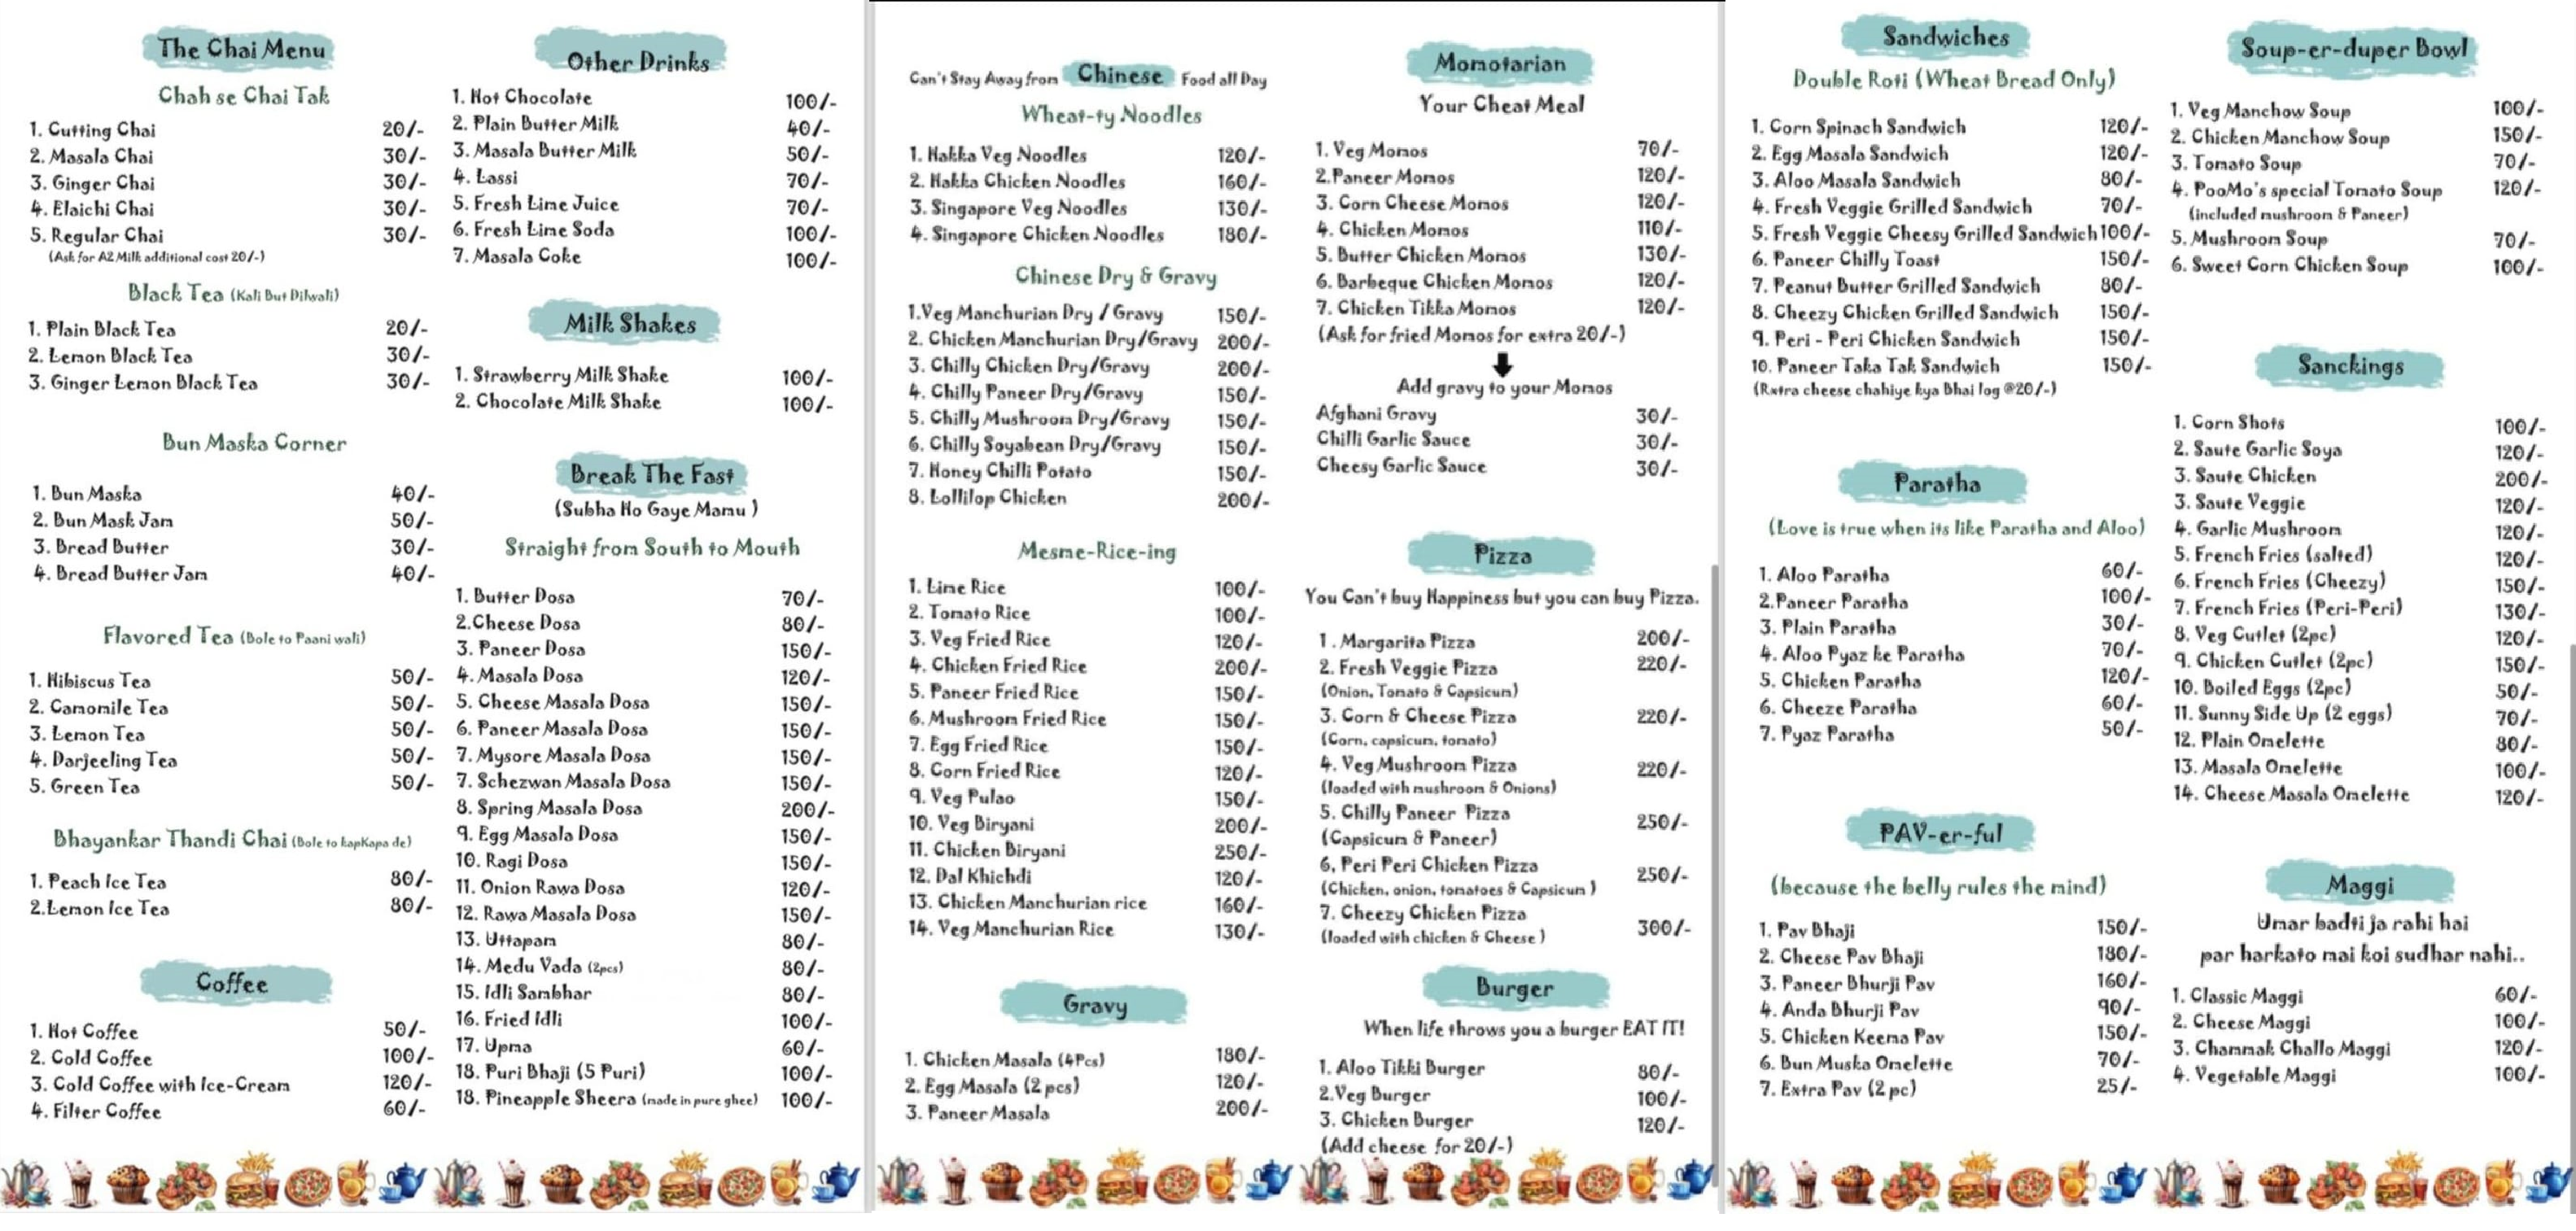 The Chai Menu
Chah se Chai Tak
1. Cutting Chai 20/-
2. Masala Chai 30/-
3. Ginger Chai 30/-
4. Elaichi Chai 30/-
5. Regular Chai 30/-
(Ask for A2 Milk additional cost 20/-)
Black Tea (Kali But Dilwali)
1. Plain Black Tea 20/-
2. Lemon Black Tea 30/-
3. Ginger Lemon Black Tea 30/-
Bun Maska Corner
1. Bun Maska 40/-
2. Bun Mask Jam 50/-
3. Bread Butter 30/-
4. Bread Butter Jam 40/-
Flavored Tea (Bole to Paani wali)
1. Hibiscus Tea 50/-
2. Camomile Tea 50/-
3. Lemon Tea 50/-
4. Darjeeling Tea 50/-
5. Green Tea 50/-
Bhayankar Thandi Chai (Bole to kapKapa de)
1. Peach Ice Tea 80/-
2.Lemon Ice Tea 80/-
Coffee
1. Hot Coffee 50/-
2. Cold Coffee 100/-
3. Cold Coffee with Ice-Cream 120/-
4. Filter Coffee 60/-
Other Drinks
1. Hot Chocolate 100/-
2. Plain Butter Milk 40/-
3. Masala Butter Milk 50/-
4. Lassi 70/-
5. Fresh Lime Juice 70/-
6. Fresh Lime Soda 100/-
7. Masala Coke 100/-
Milk Shakes
1. Strawberry Milk Shake 100/-
2. Chocolate Milk Shake 100/-
Break The Fast
(Subha Ho Gaye Mamu )
Straight from South to Mouth
1. Butter Dosa 70/-
2.Cheese Dosa 80/-
3. Paneer Dosa 150/-
4. Masala Dosa 120/-
5. Cheese Masala Dosa 150/-
6. Paneer Masala Dosa 150/-
7. Mysore Masala Dosa 150/-
7. Schezwan Masala Dosa 150/-
8. Spring Masala Dosa 200/-
9. Egg Masala Dosa 150/-
10. Ragi Dosa 150/-
11. Onion Rawa Dosa 120/-
12. Rawa Masala Dosa 150/-
13. Uttapam 80/-
14. Medu Vada (2pcs) 80/-
15. Idli Sambhar 80/-
16. Fried Idli 100/-
17. Upma 60/-
18. Puri Bhaji (5 Puri) 100/-
18. Pineapple Sheera (made in pure ghee) 100/-
Can't Stay Away from Chinese Food all Day
Wheat-ty Noodles
1. Hakka Veg Noodles 120/-
2. Hakka Chicken Noodles 160/-
3. Singapore Veg Noodles 130/-
4. Singapore Chicken Noodles 180/-
Chinese Dry & Gravy
1.Veg Manchurian Dry / Gravy 150/-
2. Chicken Manchurian Dry/Gravy 200/-
3. Chilly Chicken Dry/Gravy 200/-
4. Chilly Paneer Dry/Gravy 150/-
5. Chilly Mushroom Dry/Gravy 150/-
6. Chilly Soyabean Dry/Gravy 150/-
7. Honey Chilli Potato 150/-
8. Lollilop Chicken 200/-
Mesme-Rice-ing
1. Lime Rice 100/-
2. Tomato Rice 100/-
3. Veg Fried Rice 120/-
4. Chicken Fried Rice 200/-
5. Paneer Fried Rice 150/-
6. Mushroom Fried Rice 150/-
7. Egg Fried Rice 150/-
8. Corn Fried Rice 120/-
9. Veg Pulao 150/-
10. Veg Biryani 200/-
11. Chicken Biryani 250/-
12. Dal Khichdi 120/-
13. Chicken Manchurian rice 160/-
14. Veg Manchurian Rice 130/-
Gravy
1. Chicken Masala (4Pcs) 180/-
2. Egg Masala (2 pcs) 120/-
3. Paneer Masala 200/-
Momotarian
Your Cheat Meal
1. Veg Momos 70/-
2.Paneer Momos 120/-
3. Corn Cheese Momos 120/-
4. Chicken Momos 110/-
5. Butter Chicken Momos 130/-
6. Barbeque Chicken Momos 120/-
7. Chicken Tikka Momos 120/-
(Ask for fried Momos for extra 20/-)
Add gravy to your Momos
Afghani Gravy 30/-
Chilli Garlic Sauce 30/-
Cheesy Garlic Sauce 30/-
Pizza
You Can't buy Happiness but you can buy Pizza.
1 . Margarita Pizza 200/-
2. Fresh Veggie Pizza 220/-
(Onion, Tomato & Capsicum)
3. Corn & Cheese Pizza 220/-
(Corn, capsicum, tomato)
4. Veg Mushroom Pizza 220/-
(loaded with mushroom & Onions)
5. Chilly Paneer Pizza 250/-
(Capsicum & Paneer)
6, Peri Peri Chicken Pizza 250/-
(Chicken, onion, tomatoes & Capsicum )
7. Cheezy Chicken Pizza 300/-
(loaded with chicken & Cheese )
Burger
When life throws you a burger EAT IT!
1. Aloo Tikki Burger 80/-
2.Veg Burger 100/-
3. Chicken Burger 120/-
(Add cheese for 20/-)
Sandwiches
Double Roti (Wheat Bread Only)
1. Corn Spinach Sandwich 120/-
2. Egg Masala Sandwich 120/-
3. Aloo Masala Sandwich 80/-
4. Fresh Veggie Grilled Sandwich 70/-
5. Fresh Veggie Cheesy Grilled Sandwich 100/-
6. Paneer Chilly Toast 150/-
7. Peanut Butter Grilled Sandwich 80/-
8. Cheezy Chicken Grilled Sandwich 150/-
9. Peri - Peri Chicken Sandwich 150/-
10. Paneer Taka Tak Sandwich 150/-
(Rxtra cheese chahiye kya Bhai log @20/-)
Paratha
(Love is true when its like Paratha and Aloo)
1. Aloo Paratha 60/-
2.Paneer Paratha 100/-
3. Plain Paratha 30/-
4. Aloo Pyaz ke Paratha 70/-
5. Chicken Paratha 120/-
6. Cheeze Paratha 60/-
7. Pyaz Paratha 50/-
PAV-er-ful
(because the belly rules the mind)
1. Pav Bhaji 150/-
2. Cheese Pav Bhaji 180/-
3. Paneer Bhurji Pav 160/-
4. Anda Bhurji Pav 90/-
5. Chicken Keema Pav 150/-
6. Bun Muska Omelette 70/-
7. Extra Pav (2 pc) 25/-
Soup-er-duper Bowl
1. Veg Manchow Soup 100/-
2. Chicken Manchow Soup 150/-
3. Tomato Soup 70/-
4. PooMo's special Tomato Soup 120/-
(included mushroom & Paneer)
5. Mushroom Soup 70/-
6. Sweet Corn Chicken Soup 100/-
Sanckings
1. Corn Shots 100/-
2. Saute Garlic Soya 120/-
3. Saute Chicken 200/-
3. Saute Veggie 120/-
4. Garlic Mushroom 120/-
5. French Fries (salted) 120/-
6. French Fries (Cheezy) 150/-
7. French Fries (Peri-Peri) 130/-
8. Veg Cutlet (2pc) 120/-
9. Chicken Cutlet (2pc) 150/-
10. Boiled Eggs (2pc) 50/-
11. Sunny Side Up (2 eggs) 70/-
12. Plain Omelette 80/-
13. Masala Omelette 100/-
14. Cheese Masala Omelette 120/-
Maggi
Umar badti ja rahi hai
par harkato mai koi sudhar nahi..
1. Classic Maggi 60/-
2. Cheese Maggi 100/-
3. Chammak Challo Maggi 120/-
4. Vegetable Maggi 100/-